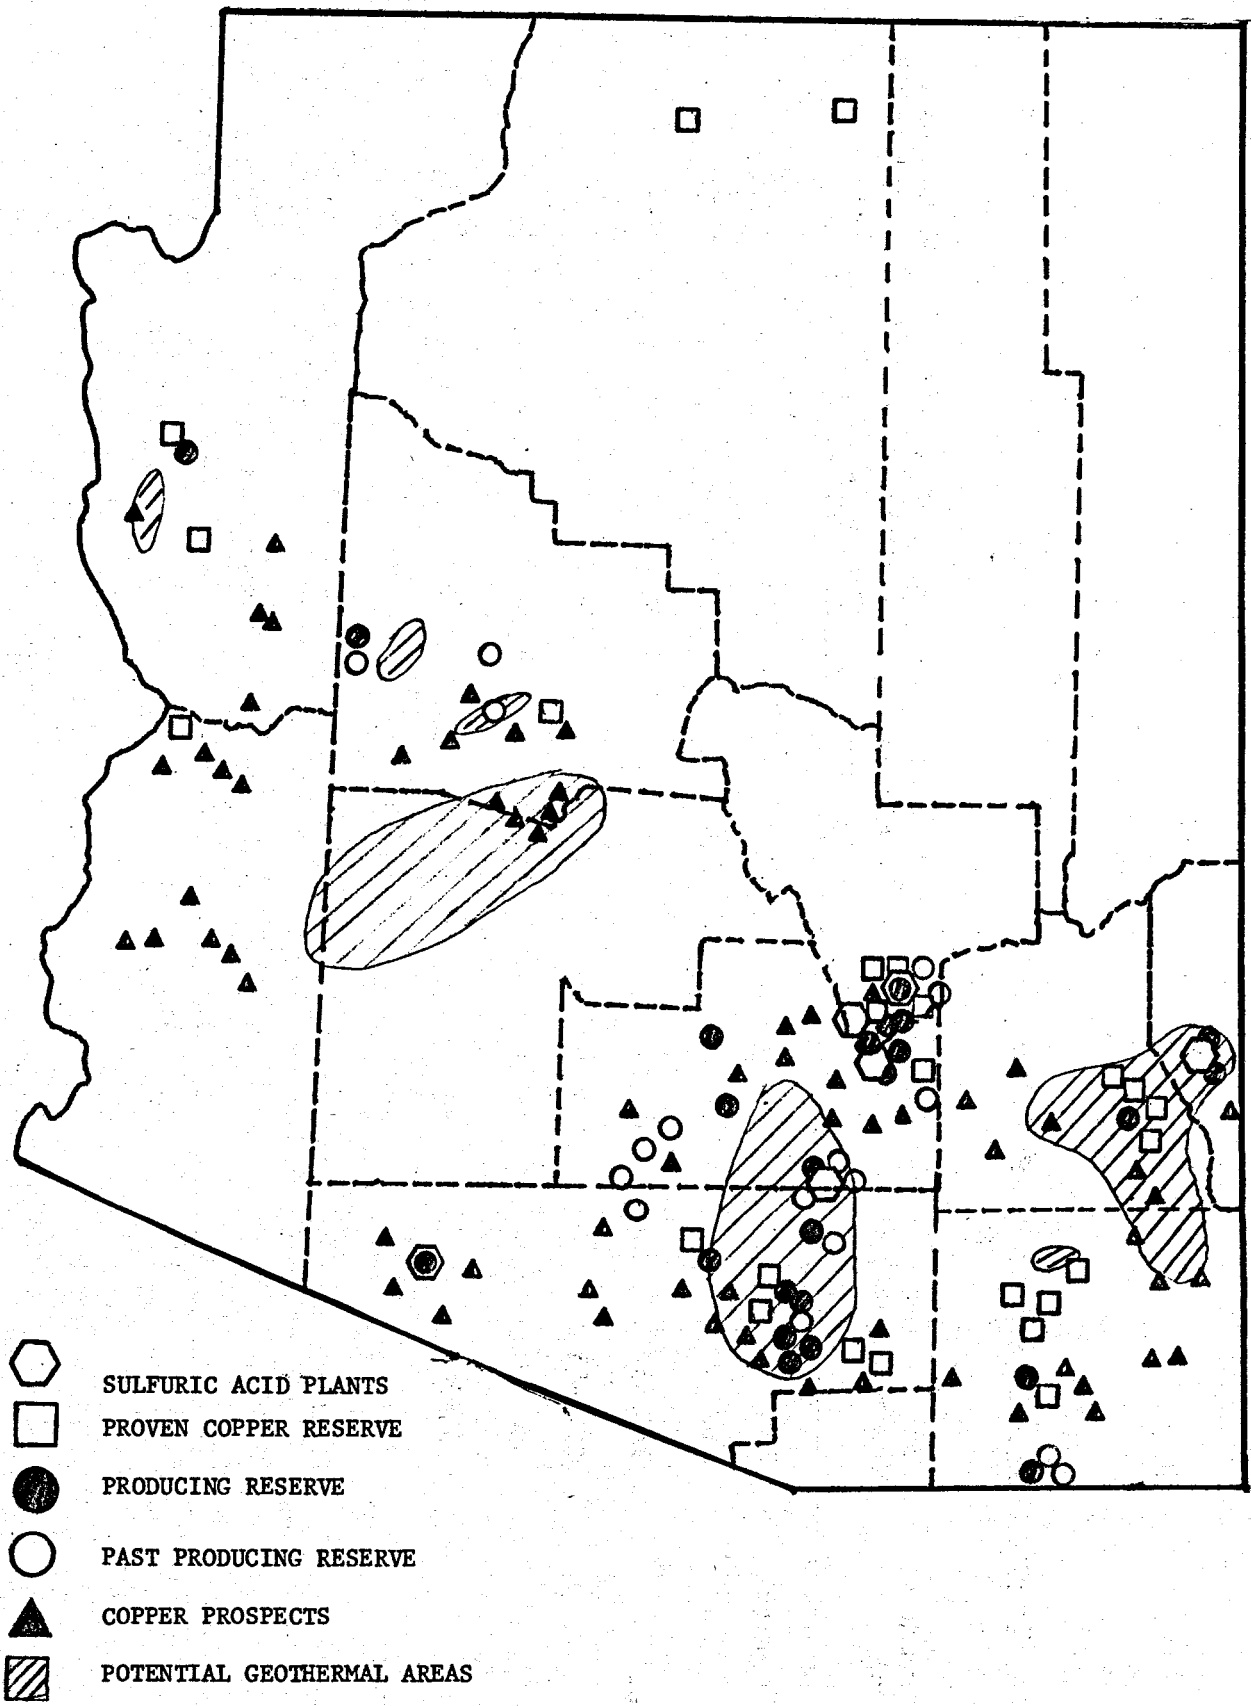 SULFURIC ACID PLANTS
PROVEN COPPER RESERVE
PRODUCING RESERVE
PAST PRODUCING RESERVE
COPPER PROSPECTS
POTENTIAL GEOTHERMAL AREAS